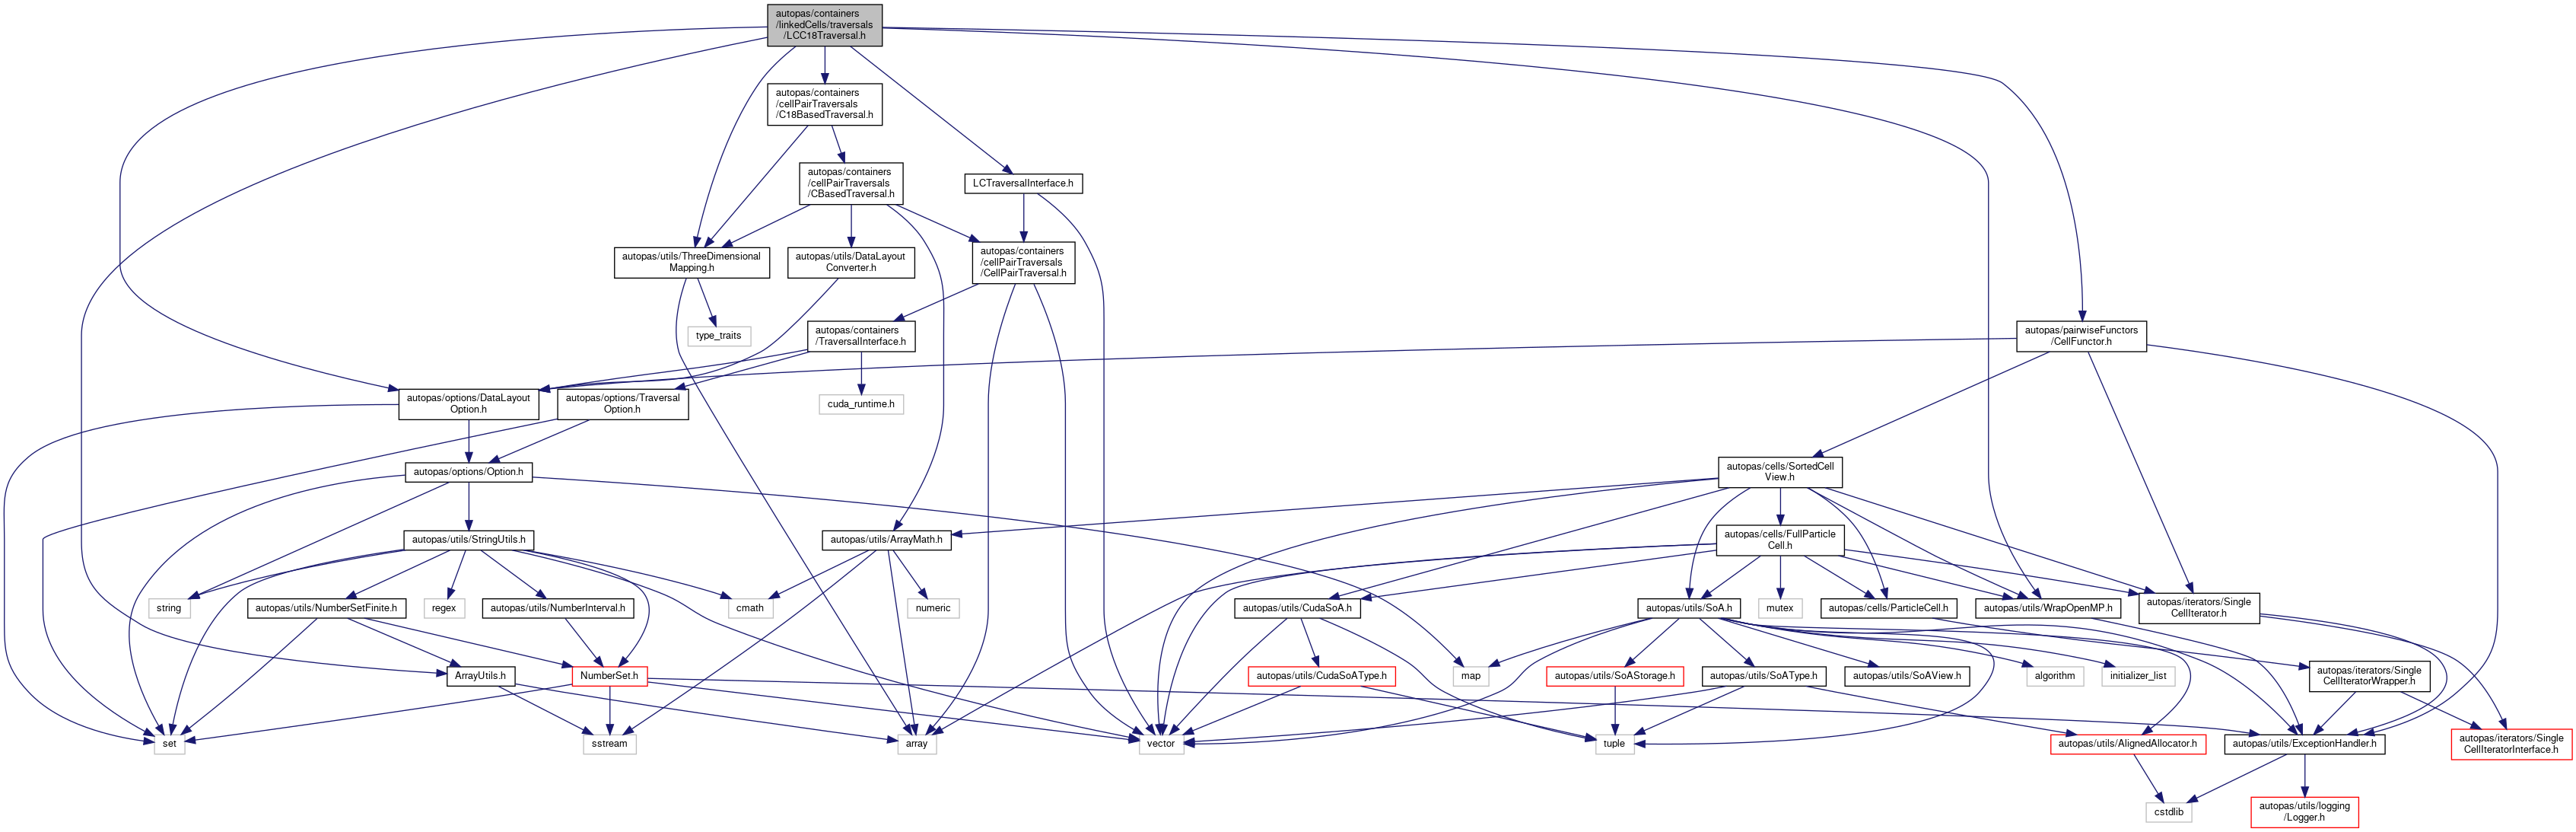 autopas/containers
/linkedCells/traversals
/LCC18Traversal.h
autopas/containers
/cellPairTraversals
/C18BasedTraversal.h
autopas/containers
/cellPairTraversals
/CBasedTraversal.h
LCTraversalInterface.h
autopas/utils/ThreeDimensional
Mapping.h
autopas/utils/DataLayout
Converter.h
autopas/containers
/cellPairTraversals
/CellPairTraversal.h
type_traits
autopas/containers
/TraversalInterface.h
autopas/pairwiseFunctors
/CellFunctor.h
autopas/options/DataLayout
Option.h
autopas/options/Traversal
Option.h
cuda_runtime.h
autopas/options/Option.h
autopas/cells/SortedCell
View.h
autopas/utils/StringUtils.h
autopas/utils/ArrayMath.h
autopas/cells/FullParticle
Cell.h
string
autopas/utils/NumberSetFinite.h
regex
autopas/utils/NumberInterval.h
cmath
numeric
autopas/utils/CudaSoA.h
autopas/utils/SoA.h
mutex
autopas/cells/ParticleCell.h
autopas/utils/WrapOpenMP.h
autopas/iterators/Single
CellIterator.h
ArrayUtils.h
NumberSet.h
autopas/utils/CudaSoAType.h
map
autopas/utils/SoAStorage.h
autopas/utils/SoAType.h
autopas/utils/SoAView.h
algorithm
initializer_list
autopas/iterators/Single
CellIteratorWrapper.h
set
sstream
array
vector
tuple
autopas/utils/AlignedAllocator.h
autopas/utils/ExceptionHandler.h
autopas/iterators/Single
CellIteratorInterface.h
cstdlib
autopas/utils/logging
/Logger.h